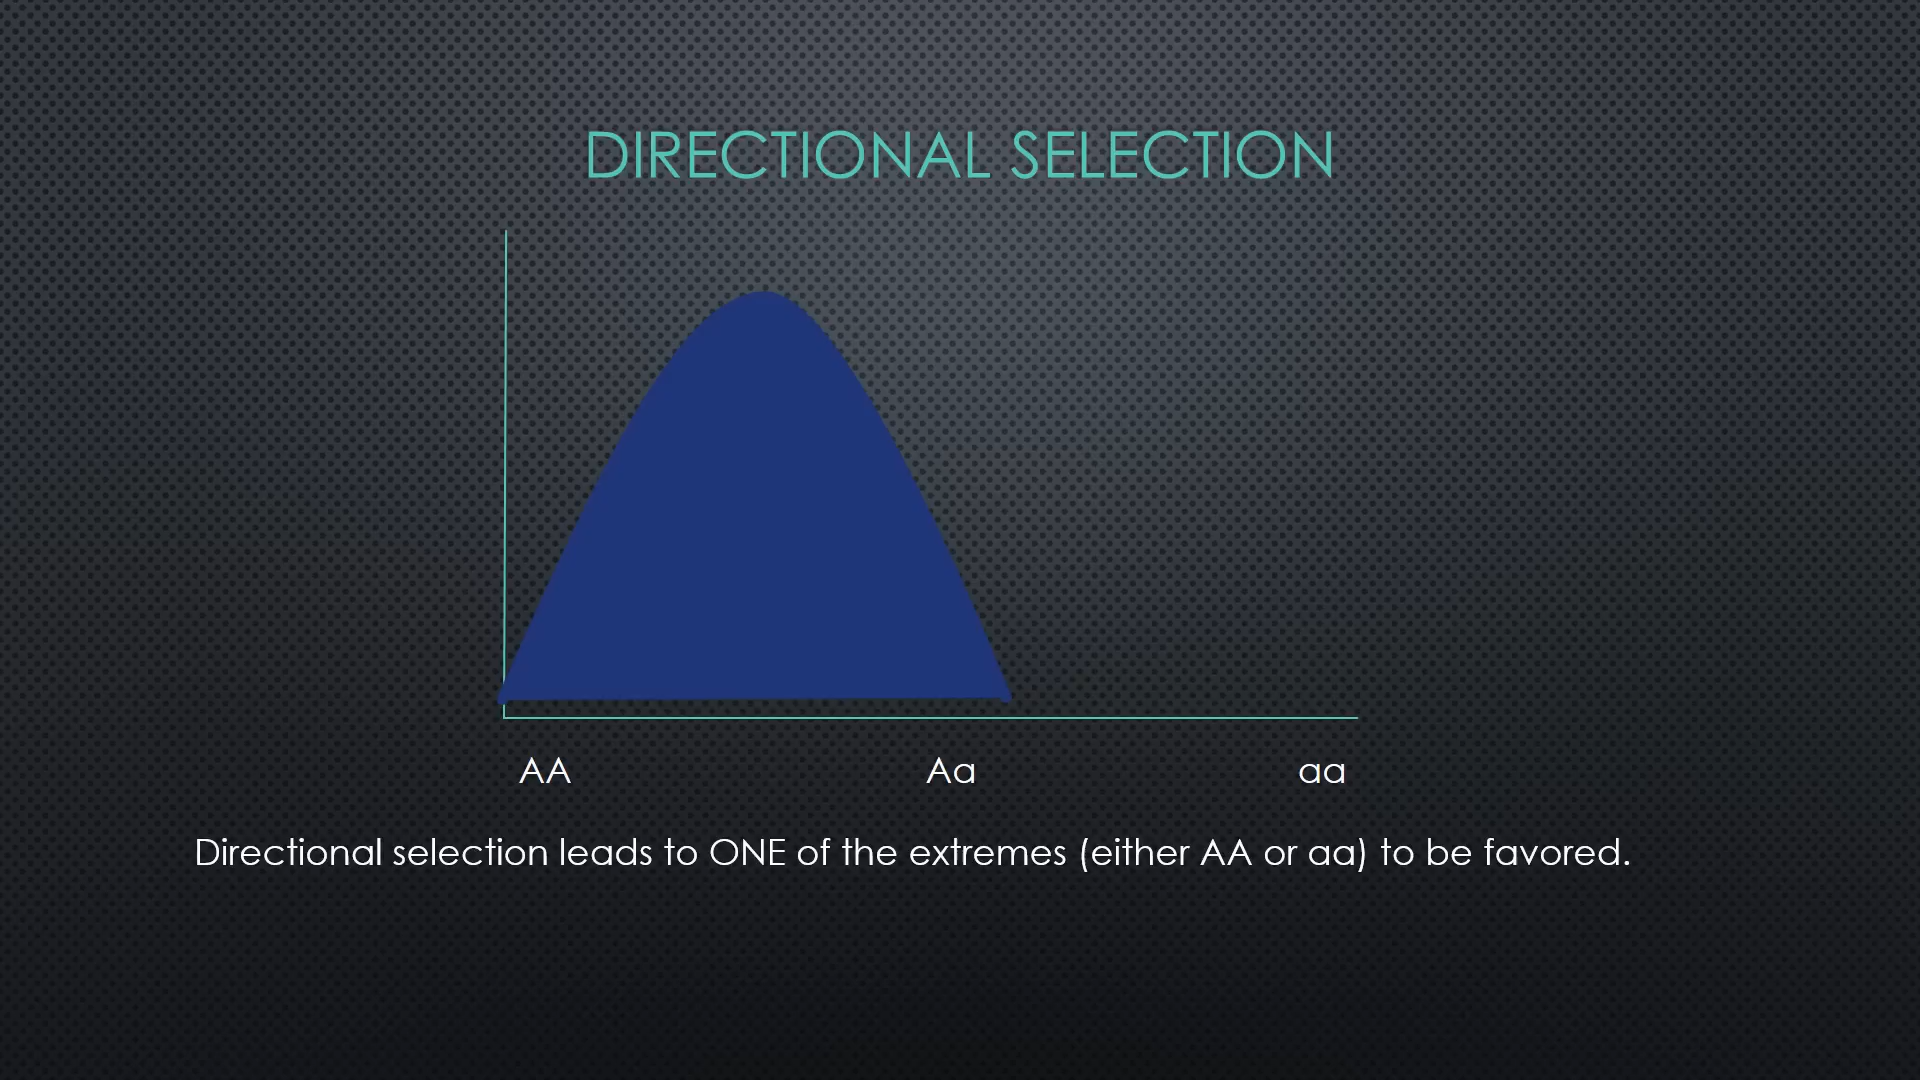 DIRECTIONAL SELECTION
AA Aa aa
Directional selection leads to ONE of the extremes (either AA or aa) to be favored.